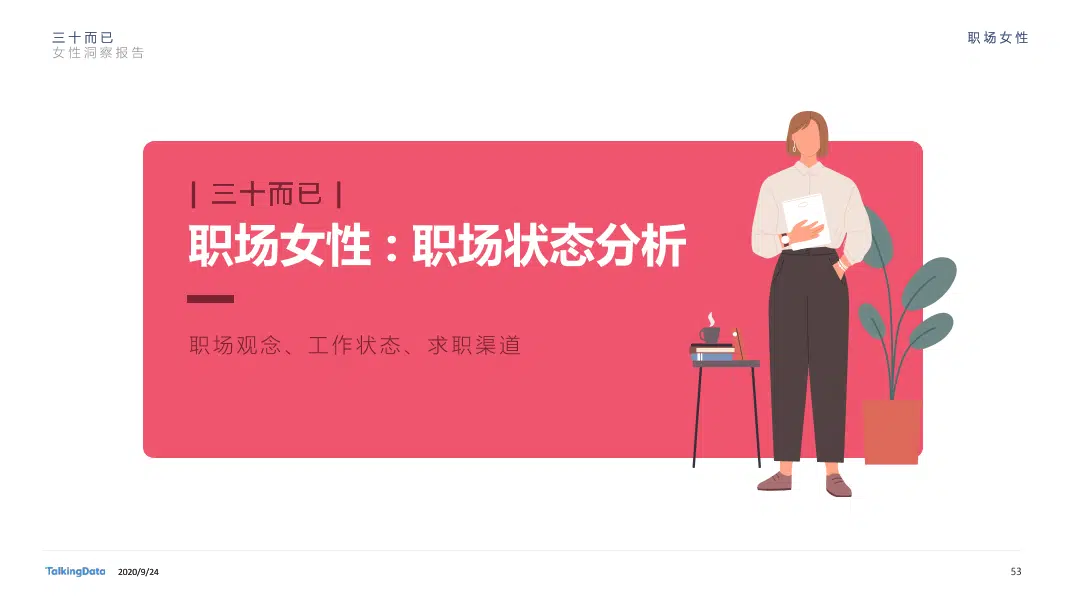 三十而已
女性洞察报告
职场女性
| 三十而已 |
职场女性：职场状态分析
职场观念、工作状态、求职渠道
TalkingData 2020/9/24
53